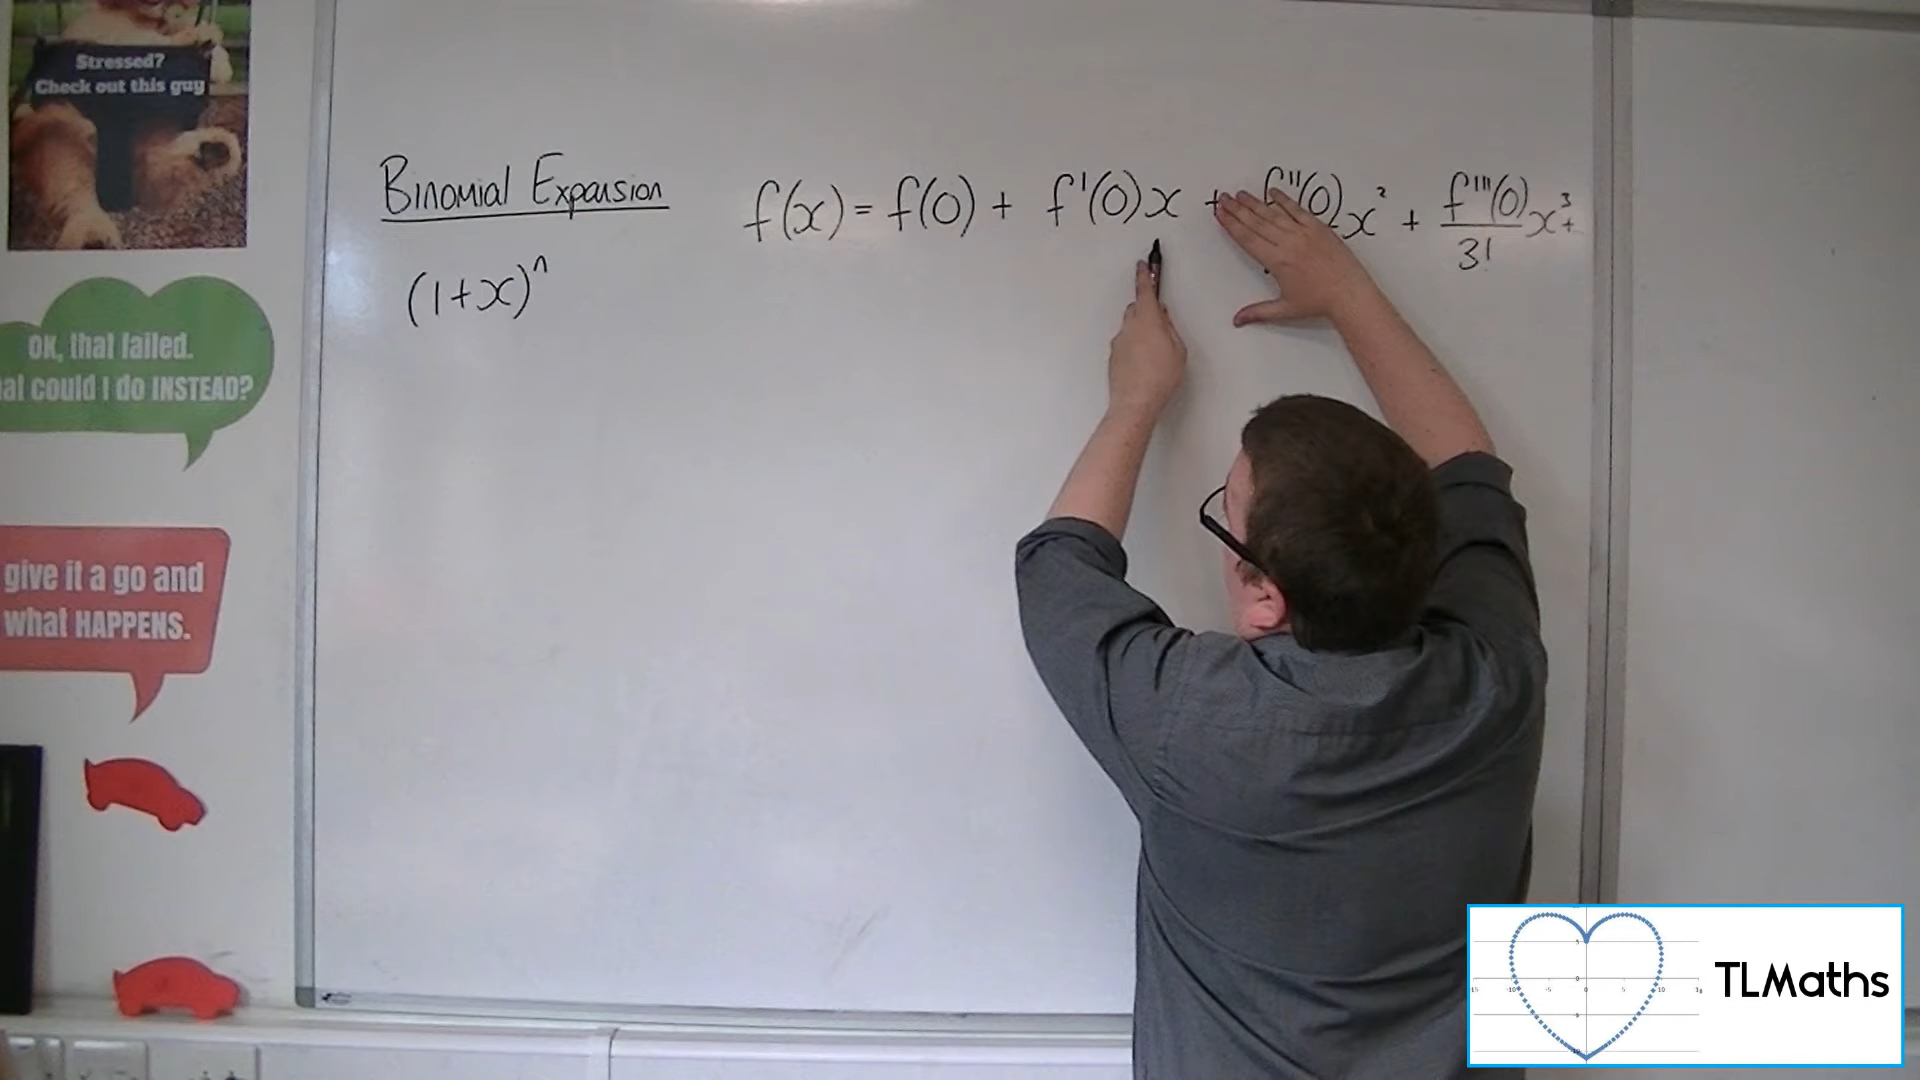 Stressed?
Check out this guy
Binomial Expansion
f(x) = f(0) + f'(0)x + f''(0)x² + f'''(0)/3! x³ +
(1+x)ⁿ
OK, that failed.
could I do INSTEAD?
give it a go and
what HAPPENS.
TLMaths